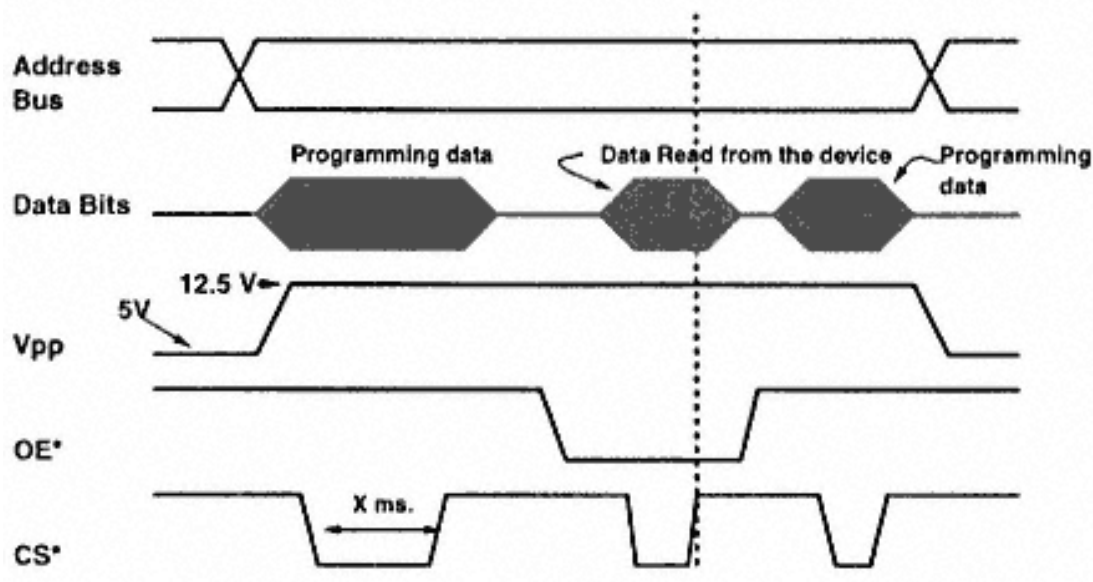 Address
Bus
Programming data
Data Read from the device
Programming
data
Data Bits
12.5 V
5V
Vpp
OE*
X ms.
CS*